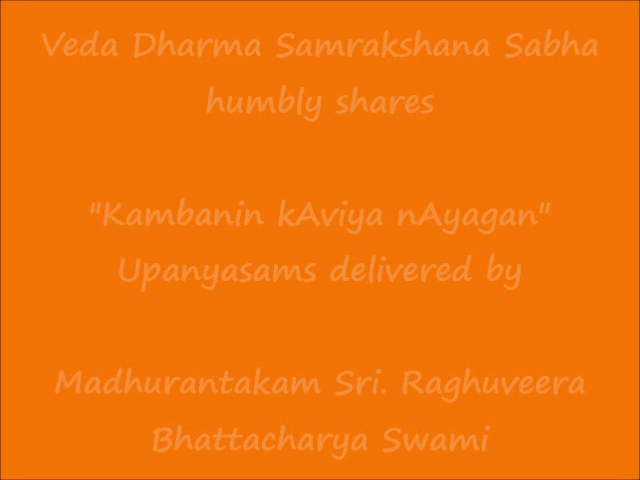 Veda Dharma Samrakshana Sabha
humbly shares
"Kambanin kAviya nAyagan"
Upanyasams delivered by
Madhurantakam Sri. Raghuveera
Bhattacharya Swami